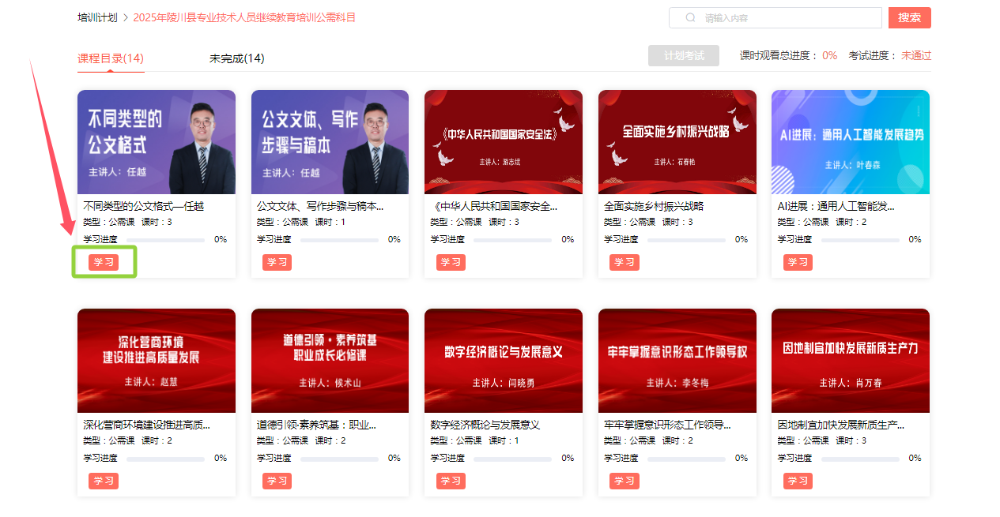 培训计划 > 2025年陵川县专业技术人员继续教育培训公需科目
请输入内容
搜索
课程目录(14)
未完成(14)
计划考试
课时观看总进度： 0% 考试进度： 未通过
不同类型的
公文格式
主讲人：任越
不同类型的公文格式—任越
类型：公需课 课时：3
学习进度 0%
学习
公文文体、写作
步骤与稿本
主讲人：任越
公文文体、写作步骤与稿本...
类型：公需课 课时：1
学习进度 0%
学习
《中华人民共和国国家安全法》
主讲人：游志斌
《中华人民共和国国家安全...
类型：公需课 课时：3
学习进度 0%
学习
全面实施乡村振兴战略
主讲人：石春艳
全面实施乡村振兴战略
类型：公需课 课时：3
学习进度 0%
学习
AI进展：通用人工智能发展趋势
主讲人：叶春森
AI进展：通用人工智能发...
类型：公需课 课时：2
学习进度 0%
学习
深化营商环境
建设推进高质量发展
主讲人：赵慧
深化营商环境建设推进高质...
类型：公需课 课时：2
学习进度 0%
学习
道德引领·素养筑基
职业成长必修课
主讲人：候术山
道德引领·素养筑基：职业...
类型：公需课 课时：2
学习进度 0%
学习
数字经济概论与发展意义
主讲人：闫晓勇
数字经济概论与发展意义
类型：公需课 课时：1
学习进度 0%
学习
牢牢掌握意识形态工作领导权
主讲人：李冬梅
牢牢掌握意识形态工作领导...
类型：公需课 课时：2
学习进度 0%
学习
因地制宜加快发展新质生产力
主讲人：肖万春
因地制宜加快发展新质生产...
类型：公需课 课时：3
学习进度 0%
学习